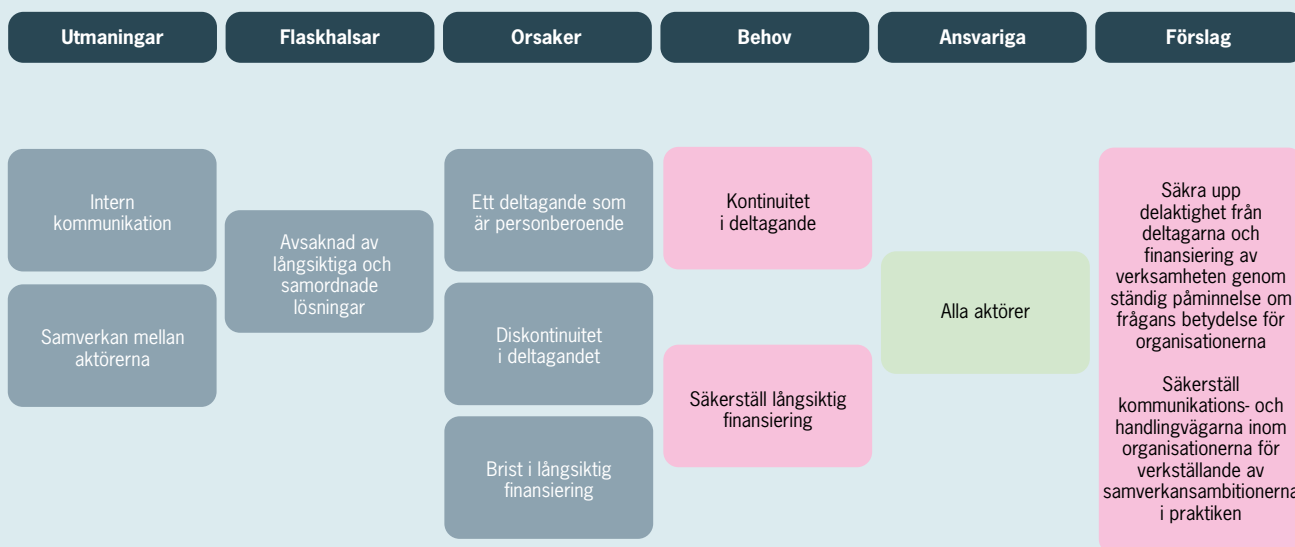 Utmaningar
Flaskhalsar
Orsaker
Behov
Ansvariga
Förslag
Intern
kommunikation
Samverkan mellan
aktörerna
Avsaknad av
långsiktiga och
samordnade
lösningar
Ett deltagande som
är personberoende
Diskontinuitet
i deltagandet
Brist i långsiktig
finansiering
Kontinuitet
i deltagande
Säkerställ långsiktig
finansiering
Alla aktörer
Säkra upp
delaktighet från
deltagarna och
finansiering av
verksamheten genom
ständig påminnelse om
frågans betydelse för
organisationerna
Säkerställ
kommunikations- och
handlingvägarna inom
organisationerna för
verkställande av
samverkansambitionerna
i praktiken